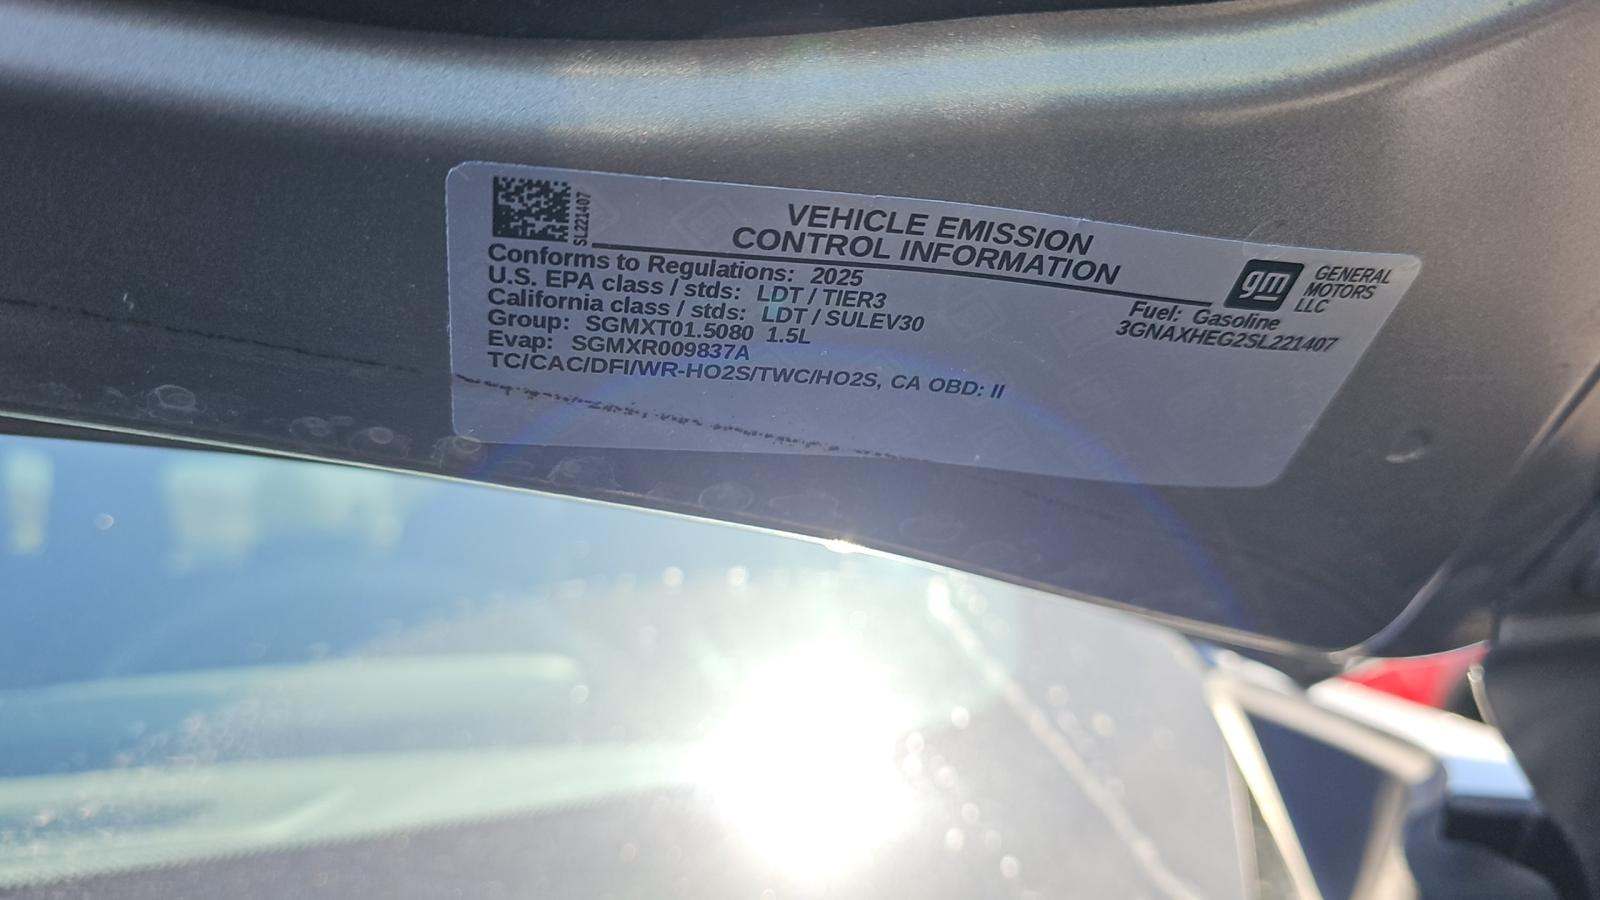 SL221407
VEHICLE EMISSION
CONTROL INFORMATION
gm GENERAL
MOTORS
LLC
Conforms to Regulations: 2025
U.S. EPA class / stds: LDT / TIER3
California class / stds: LDT / SULEV30
Group: SGMXT01.5080 1.5L
Evap: SGMXR009837A
TC/CAC/DFI/WR-HO2S/TWC/HO2S, CA OBD: II
Fuel: Gasoline
3GNAXHEG2SL221407